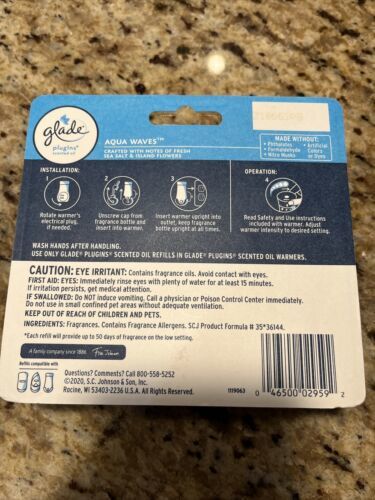 glade®
plugins®
scented oil
AQUA WAVES™
CRAFTED WITH NOTES OF FRESH
SEA SALT & ISLAND FLOWERS
MADE WITHOUT:
• Phthalates
• Formaldehyde
• Nitro Musks
• Artificial
Colors
or Dyes
INSTALLATION:
OPERATION:
1
2
3
4
Rotate warmer's
electrical plug,
if needed.
Unscrew cap from
fragrance bottle and
insert into warmer.
Insert warmer upright into
outlet; keep fragrance
bottle upright at all times.
Read Safety and Use instructions
included with warmer. Adjust
warmer intensity to desired setting.
WASH HANDS AFTER HANDLING.
USE ONLY GLADE® PLUGINS® SCENTED OIL REFILLS IN GLADE® PLUGINS® SCENTED OIL WARMERS.
CAUTION: EYE IRRITANT: Contains fragrance oils. Avoid contact with eyes.
FIRST AID: EYES: Immediately rinse eyes with plenty of water for at least 15 minutes.
If irritation persists, get medical attention.
IF SWALLOWED: Do NOT induce vomiting. Call a physician or Poison Control Center immediately.
Do not use in small confined pet areas without adequate ventilation.
KEEP OUT OF REACH OF CHILDREN AND PETS.
INGREDIENTS: Fragrances. Contains Fragrance Allergens. SCJ Product Formula # 35*36144.
*Each refill provide up to 50 days of fragrance on the low setting.
A family company since 1886
Refills compatible with
Questions? Comments? Call 800-558-5252
©2020, S.C. Johnson & Son, Inc.
Racine, WI 53403-2236 U.S.A. All Rights Reserved.
1119063
0 46500 02959 2